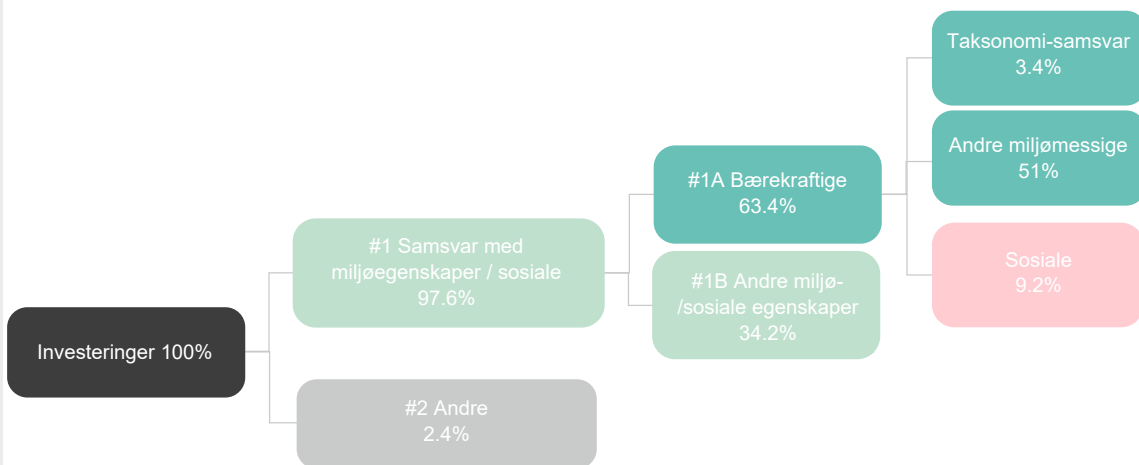 Investeringer 100%
#1 Samsvar med
miljøegenskaper / sosiale
97.6%
#2 Andre
2.4%
#1A Bærekraftige
63.4%
#1B Andre miljø-
/sosiale egenskaper
34.2%
Taksonomi-samsvar
3.4%
Andre miljømessige
51%
Sosiale
9.2%